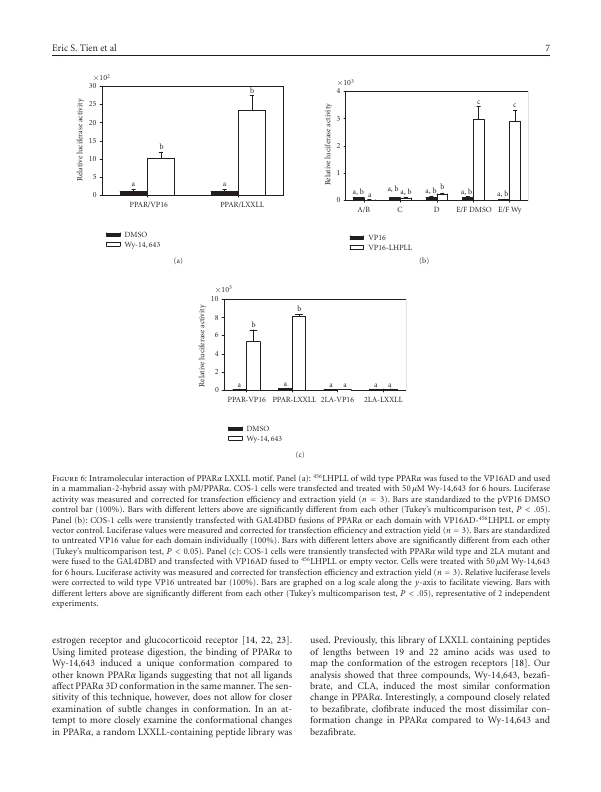 Eric S. Tien et al
7
×10²
30
25
20
15
10
5
0
Relative luciferase activity
a
b
a
b
PPAR/VP16
PPAR/LXXLL
DMSO
Wy-14, 643
(a)
×10³
4
3
2
1
0
Relative luciferase activity
a, b
a
a, b
a, b
a, b
b
a, b
c
a, b
c
A/B
C
D
E/F DMSO
E/F Wy
VP16
VP16-LHPLL
(b)
×10³
10
8
6
4
2
0
Relative luciferase activity
a
b
a
b
a
a
a
a
PPAR-VP16
PPAR-LXXLL
2LA-VP16
2LA-LXXLL
DMSO
Wy-14, 643
(c)
Figure 6: Intramolecular interaction of PPARα LXXLL motif. Panel (a): ⁴⁵⁶LHPLL of wild type PPARα was fused to the VP16AD and used
in a mammalian-2-hybrid assay with pM/PPARα. COS-1 cells were transfected and treated with 50 μM Wy-14,643 for 6 hours. Luciferase
activity was measured and corrected for transfection efficiency and extraction yield (n = 3). Bars are standardized to the pVP16 DMSO
control bar (100%). Bars with different letters above are significantly different from each other (Tukey's multicomparison test, P < .05).
Panel (b): COS-1 cells were transiently transfected with GAL4DBD fusions of PPARα or each domain with VP16AD-⁴⁵⁶LHPLL or empty
vector control. Luciferase values were measured and corrected for transfection efficiency and extraction yield (n = 3). Bars are standardized
to untreated VP16 value for each domain individually (100%). Bars with different letters above are significantly different from each other
(Tukey's multicomparison test, P < 0.05). Panel (c): COS-1 cells were transiently transfected with PPARα wild type and 2LA mutant and
were fused to the GAL4DBD and transfected with VP16AD fused to ⁴⁵⁶LHPLL or empty vector. Cells were treated with 50 μM Wy-14,643
for 6 hours. Luciferase activity was measured and corrected for transfection efficiency and extraction yield (n = 3). Relative luciferase levels
were corrected to wild type VP16 untreated bar (100%). Bars are graphed on a log scale along the y-axis to facilitate viewing. Bars with
different letters above are significantly different from each other (Tukey's multicomparison test, P < .05), representative of 2 independent
experiments.
estrogen receptor and glucocorticoid receptor [14, 22, 23].
Using limited protease digestion, the binding of PPARα to
Wy-14,643 induced a unique conformation compared to
other known PPARα ligands suggesting that not all ligands
affect PPARα 3D conformation in the same manner. The sen-
sitivity of this technique, however, does not allow for closer
examination of subtle changes in conformation. In an at-
tempt to more closely examine the conformational changes
in PPARα, a random LXXLL-containing peptide library was
used. Previously, this library of LXXLL containing peptides
of lengths between 19 and 22 amino acids was used to
map the conformation of the estrogen receptors [18]. Our
analysis showed that three compounds, Wy-14,643, bezafi-
brate, and CLA, induced the most similar conformation
change in PPARα. Interestingly, a compound closely related
to bezafibrate, clofibrate induced the most dissimilar con-
formation change in PPARα compared to Wy-14,643 and
bezafibrate.